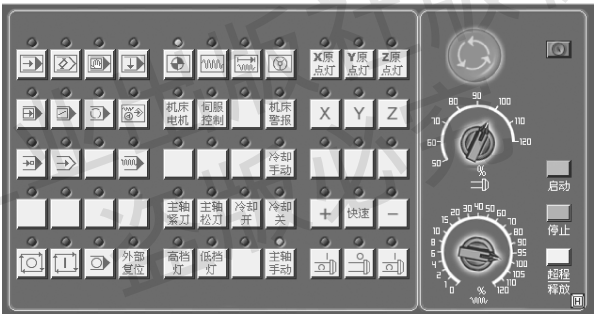 X原
点灯
Y原
点灯
Z原
点灯
机床
电机
伺服
控制
机床
报警
X
Y
Z
冷却
手动
主轴
紧刀
主轴
松刀
冷却
开
冷却
关
+
快速
-
外部
复位
高档
灯
低档
灯
主轴
手动
50
60
70
80
90
100
110
120
%
启动
停止
超程
释放
0
1
2
4
6
8
10
15
20
30
40
50
60
70
80
90
95
100
105
110
120
%
H